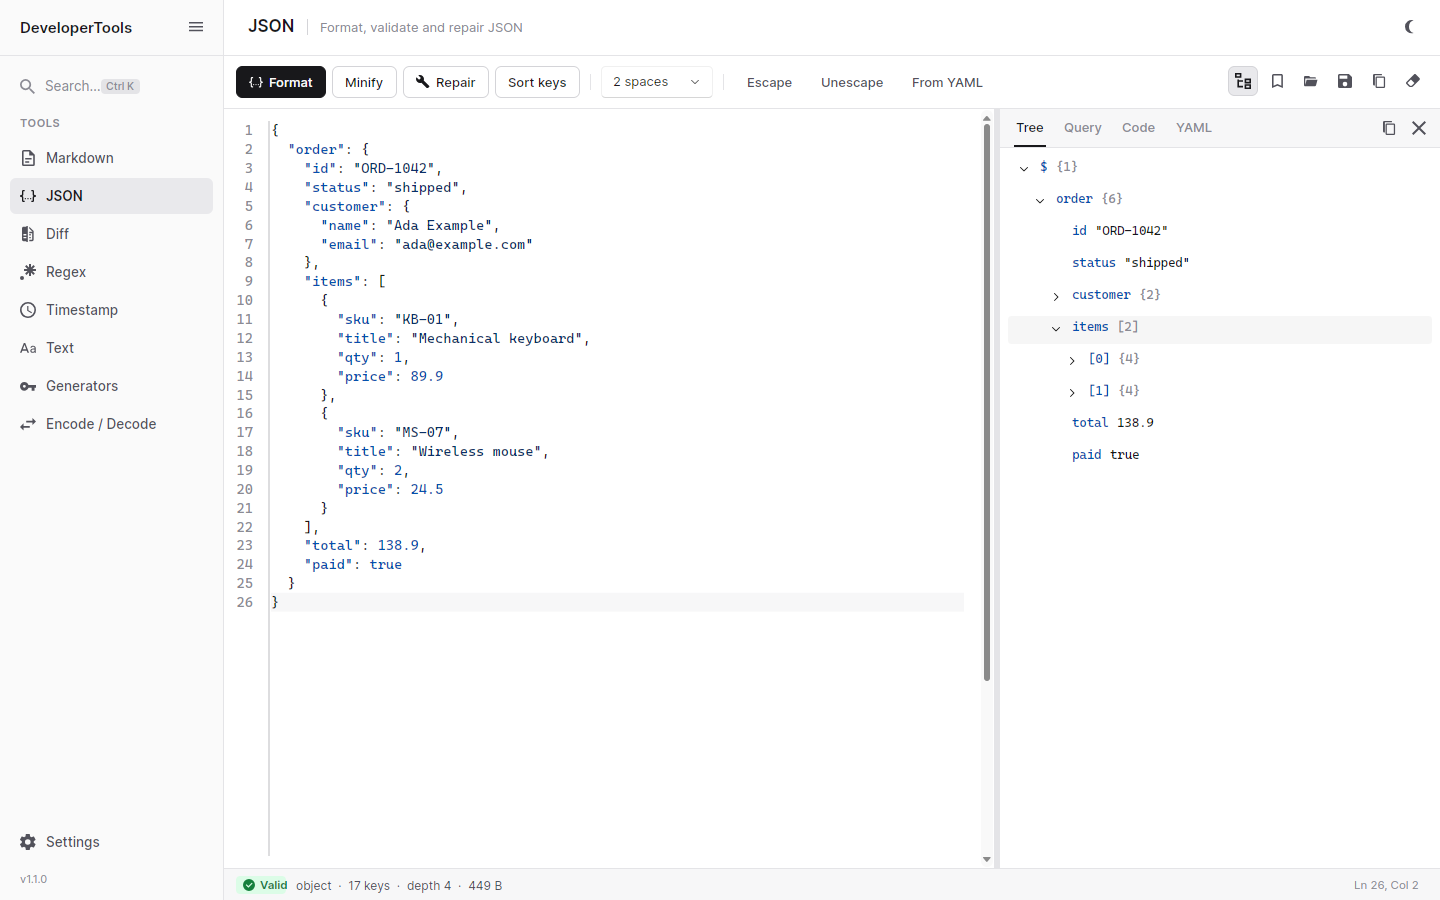 DeveloperTools
JSON
Format, validate and repair JSON
Search...
Ctrl K
TOOLS
Markdown
JSON
Diff
Regex
Timestamp
Text
Generators
Encode / Decode
Settings
v1.1.0
Format
Minify
Repair
Sort keys
2 spaces
Escape
Unescape
From YAML
1 {
2 "order": {
3 "id": "ORD-1042",
4 "status": "shipped",
5 "customer": {
6 "name": "Ada Example",
7 "email": "ada@example.com"
8 },
9 "items": [
10 {
11 "sku": "KB-01",
12 "title": "Mechanical keyboard",
13 "qty": 1,
14 "price": 89.9
15 },
16 {
17 "sku": "MS-07",
18 "title": "Wireless mouse",
19 "qty": 2,
20 "price": 24.5
21 }
22 ],
23 "total": 138.9,
24 "paid": true
25 }
26 }
Tree
Query
Code
YAML
$ {1}
order {6}
id "ORD-1042"
status "shipped"
customer {2}
items [2]
[0] {4}
[1] {4}
total 138.9
paid true
Valid
object · 17 keys · depth 4 · 449 B
Ln 26, Col 2